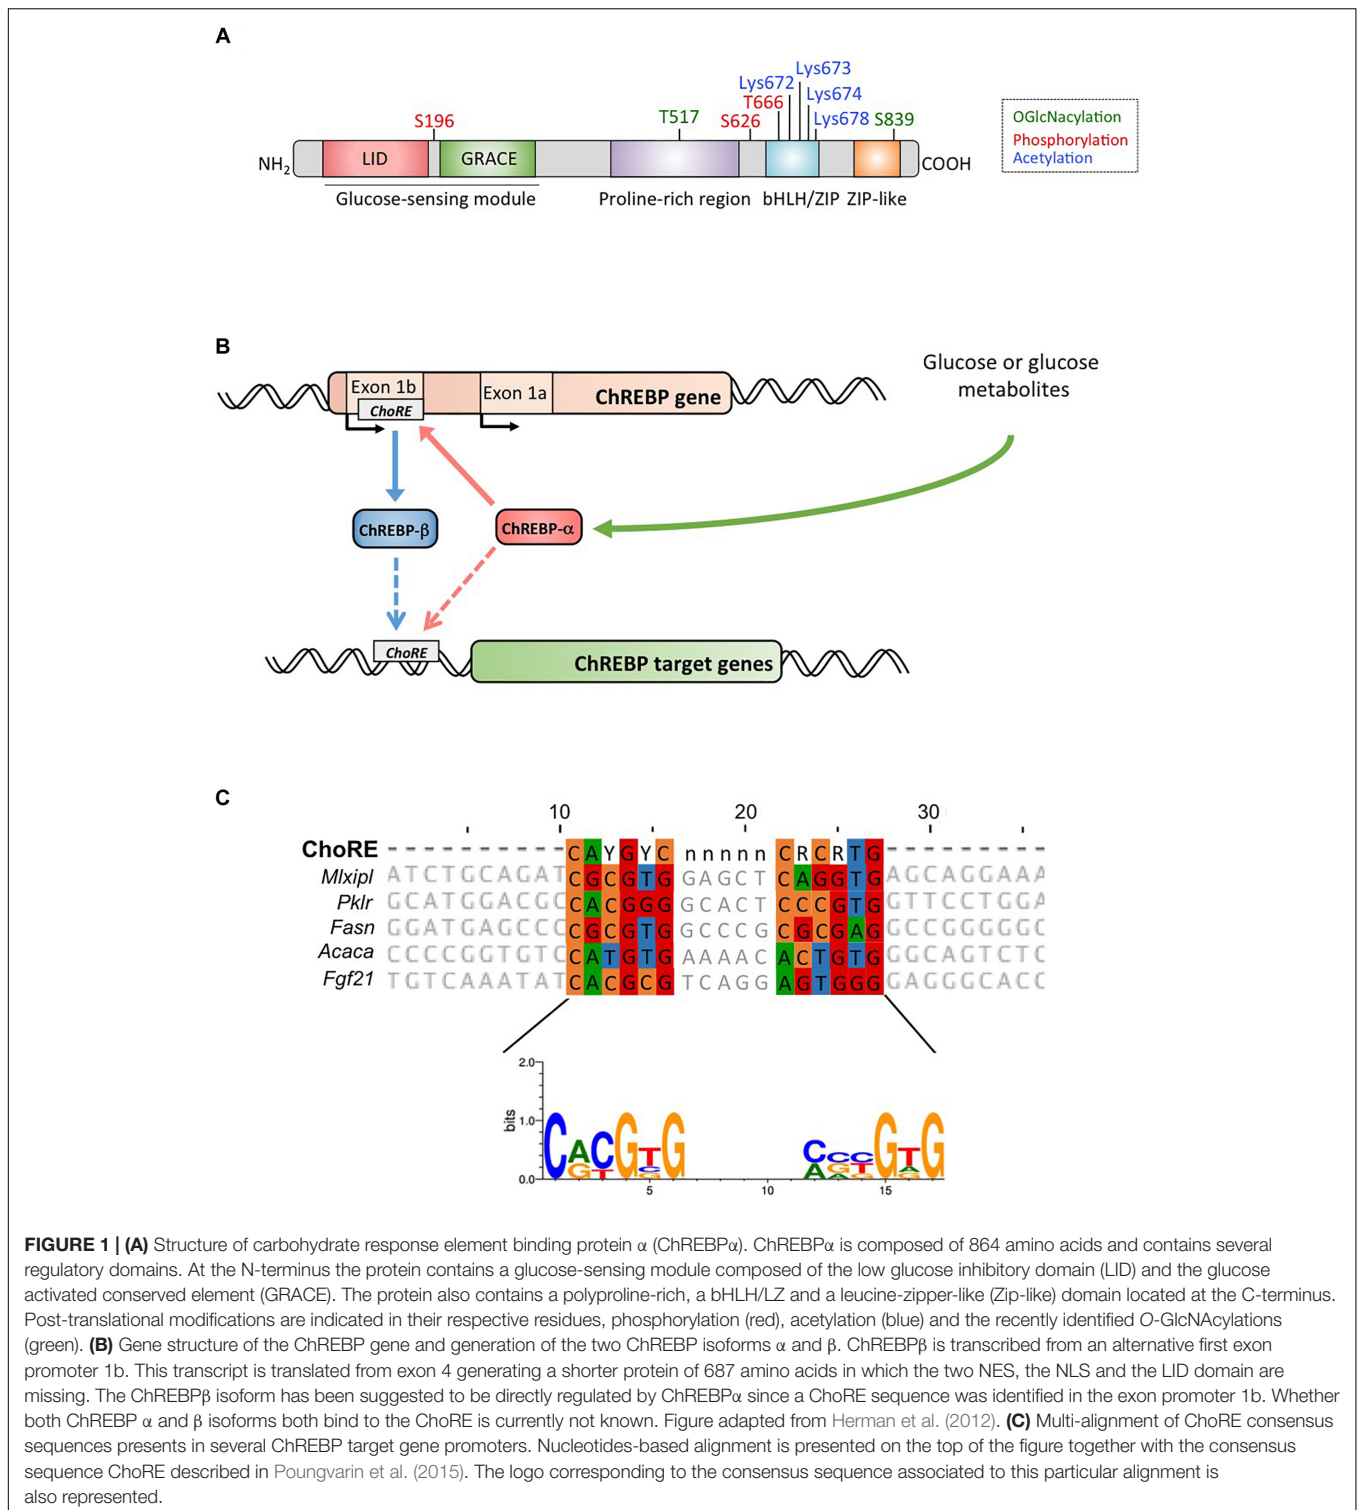 A
Lys673
Lys672
Lys674
T666
S196
T517
S626
Lys678
S839
OGlcNacylation
Phosphorylation
Acetylation
NH2
LID
GRACE
COOH
Glucose-sensing module
Proline-rich region
bHLH/ZIP
ZIP-like
B
Glucose or glucose
metabolites
Exon 1b
Exon 1a
ChREBP gene
ChoRE
ChREBP-β
ChREBP-α
ChoRE
ChREBP target genes
C
10 20 30
ChoRE ----------CAYGYC nnnnn CRCRTG---------
Mlxipl ATCTGCAGATCGCGTG GAGCT CAGGTGAGCAGGAAA
Pklr GCATGGACGCCACGGG GCACT CCCGTGGTTCCTGGA
Fasn GGATGAGCCCCGCGTG GCCCG CGCGAGGCCGGGGGC
Acaca CCCCGGTGTCCATGTG AAAAC ACTGTGGGCAGTCTC
Fgf21 TGTCAAATATCACGCG TCAGG AGTGGGGAGGGCACC
2.0
bits
1.0
0.0
5 10 15
FIGURE 1 | (A) Structure of carbohydrate response element binding protein α (ChREBPα). ChREBPα is composed of 864 amino acids and contains several
regulatory domains. At the N-terminus the protein contains a glucose-sensing module composed of the low glucose inhibitory domain (LID) and the glucose
activated conserved element (GRACE). The protein also contains a polyproline-rich, a bHLH/LZ and a leucine-zipper-like (Zip-like) domain located at the C-terminus.
Post-translational modifications are indicated in their respective residues, phosphorylation (red), acetylation (blue) and the recently identified O-GlcNAcylations
(green). (B) Gene structure of the ChREBP gene and generation of the two ChREBP isoforms α and β. ChREBPβ is transcribed from an alternative first exon
promoter 1b. This transcript is translated from exon 4 generating a shorter protein of 687 amino acids in which the two NES, the NLS and the LID domain are
missing. The ChREBPβ isoform has been suggested to be directly regulated by ChREBPα since a ChoRE sequence was identified in the exon promoter 1b. Whether
both ChREBP α and β isoforms both bind to the ChoRE is currently not known. Figure adapted from Herman et al. (2012). (C) Multi-alignment of ChoRE consensus
sequences presents in several ChREBP target gene promoters. Nucleotides-based alignment is presented on the top of the figure together with the consensus
sequence ChoRE described in Poungvarin et al. (2015). The logo corresponding to the consensus sequence associated to this particular alignment is
also represented.